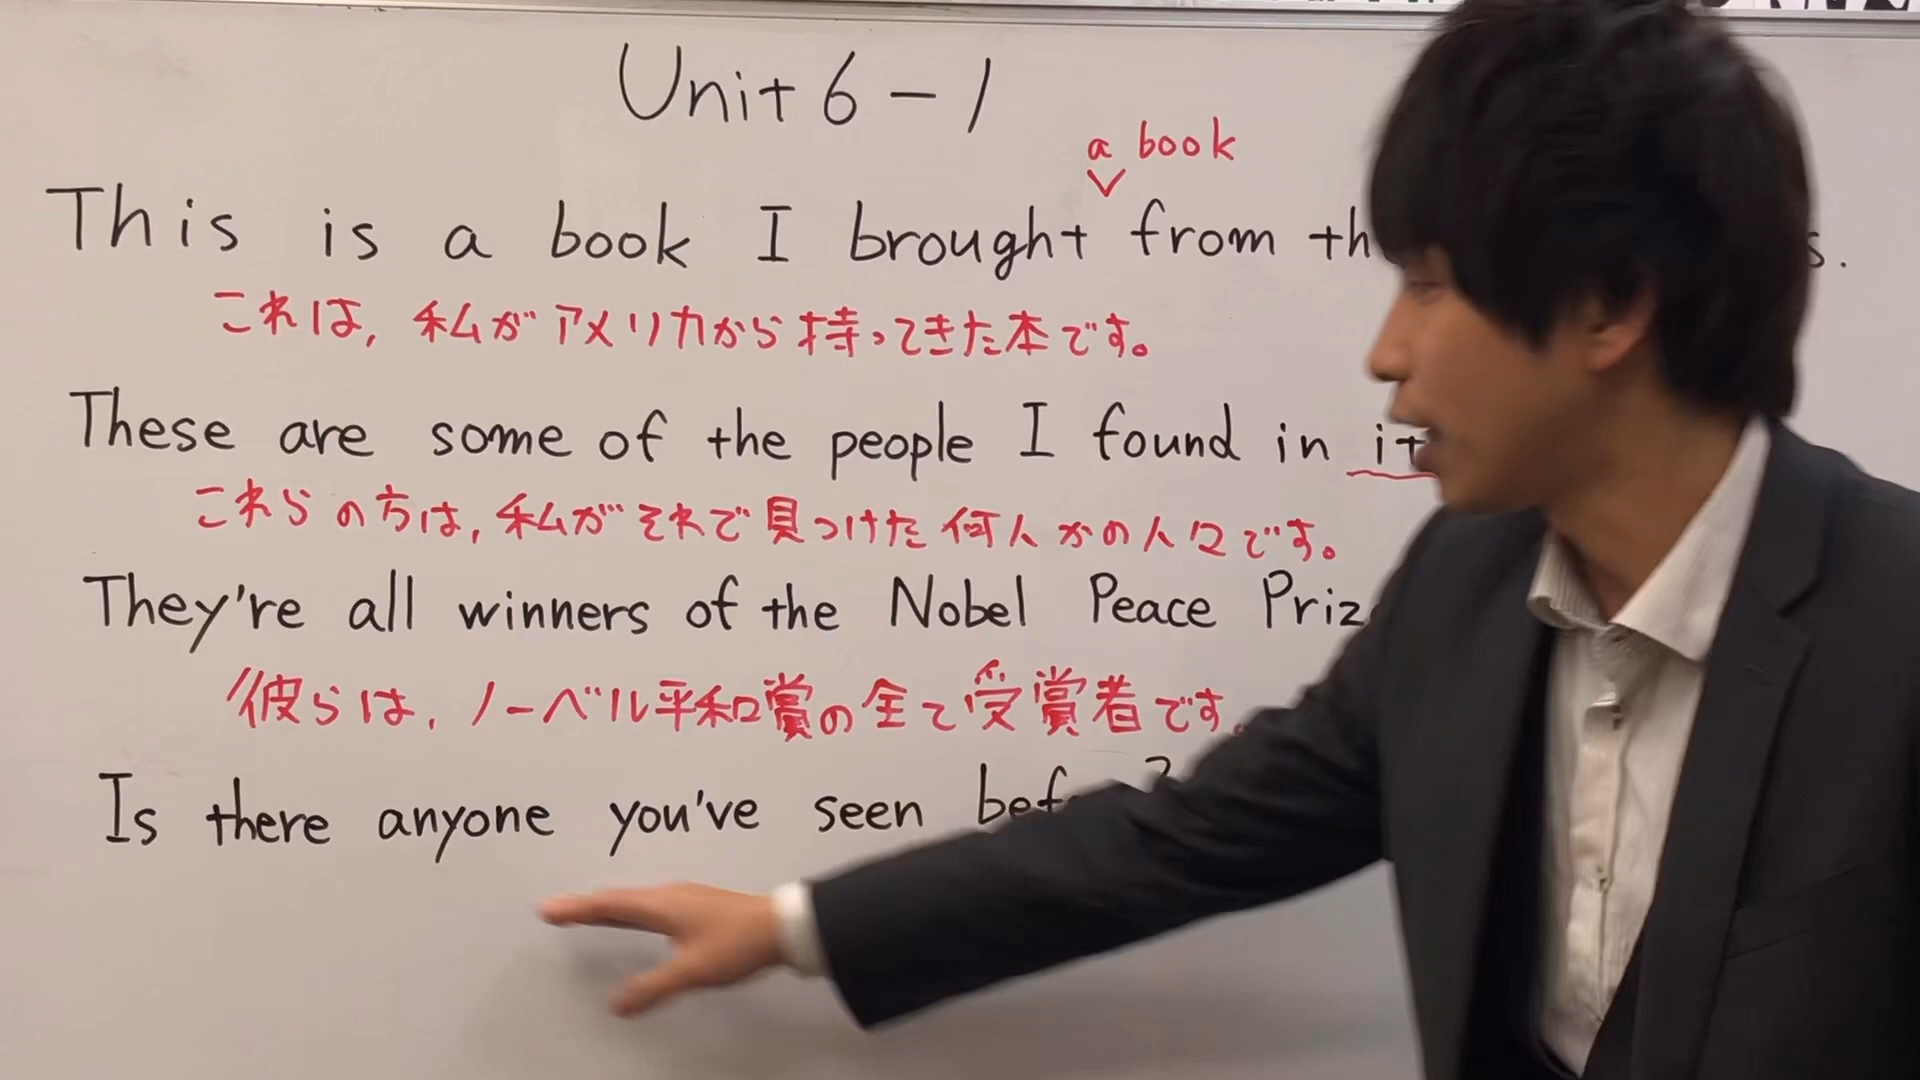 Unit 6-1
a book
This is a book I brought from th s.
これは, 私がアメリカから持ってきた本です。
These are some of the people I found in it
これらの方は, 私がそれで見つけた何人かの人々です。
They're all winners of the Nobel Peace Priz
彼らは, ノーベル平和賞の全て受賞者です。
Is there anyone you've seen bef ?